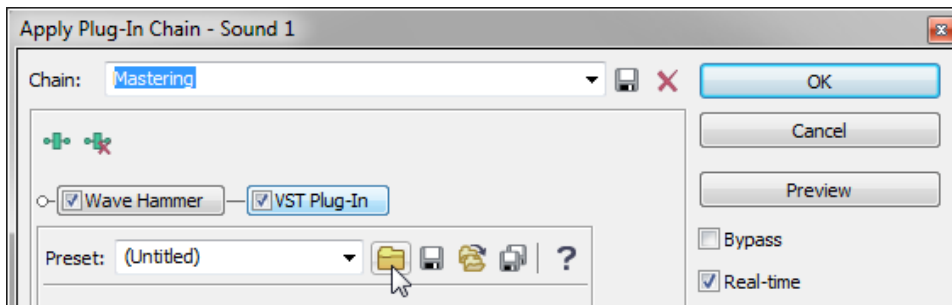 Apply Plug-In Chain - Sound 1
Chain: Mastering
OK
Cancel
Wave Hammer VST Plug-In
Preview
Preset: (Untitled) ?
Bypass
Real-time